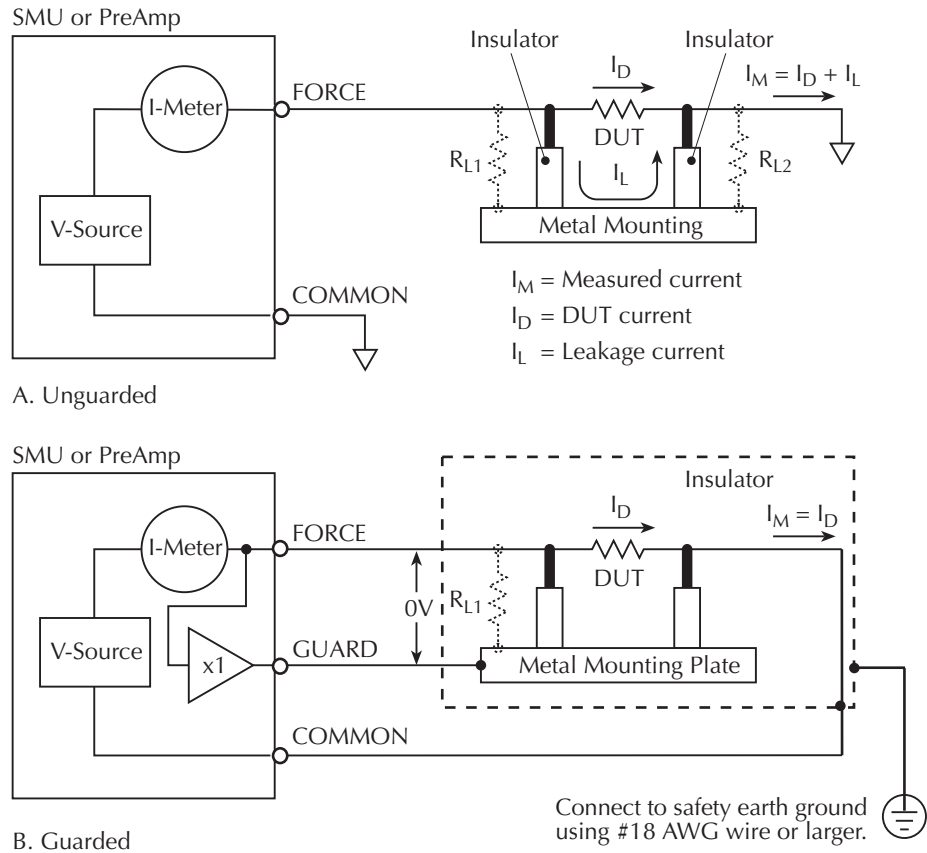 SMU or PreAmp
Insulator
Insulator
I-Meter
FORCE
I_D
I_M = I_D + I_L
DUT
R_L1
I_L
R_L2
V-Source
Metal Mounting
COMMON
I_M = Measured current
I_D = DUT current
I_L = Leakage current
A. Unguarded
SMU or PreAmp
Insulator
I-Meter
FORCE
I_D
I_M = I_D
DUT
0V
R_L1
V-Source
x1
GUARD
Metal Mounting Plate
COMMON
Connect to safety earth ground
using #18 AWG wire or larger.
B. Guarded